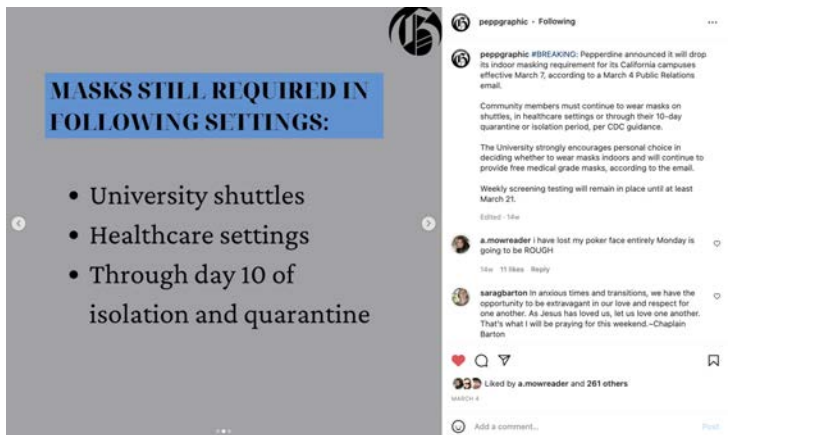 G
MASKS STILL REQUIRED IN
FOLLOWING SETTINGS:
• University shuttles
• Healthcare settings
• Through day 10 of
isolation and quarantine
peppgraphic • Following
peppgraphic #BREAKING: Pepperdine announced it will drop
its indoor masking requirement for its California campuses
effective March 7, according to a March 4 Public Relations
email.
Community members must continue to wear masks on
shuttles, in healthcare settings or through their 10-day
quarantine or isolation period, per CDC guidance.
The University strongly encourages personal choice in
deciding whether to wear masks indoors and will continue to
provide free medical grade masks, according to the email.
Weekly screening testing will remain in place until at least
March 21.
Edited · 14w
a.mowreader i have lost my poker face entirely Monday is
going to be ROUGH
14w 11 likes Reply
saragbarton In anxious times and transitions, we have the
opportunity to be extravagant in our love and respect for
one another. As Jesus has loved us, let us love one another.
That's what I will be praying for this weekend.~Chaplain
Barton
Liked by a.mowreader and 261 others
MARCH 4
Add a comment...
Post